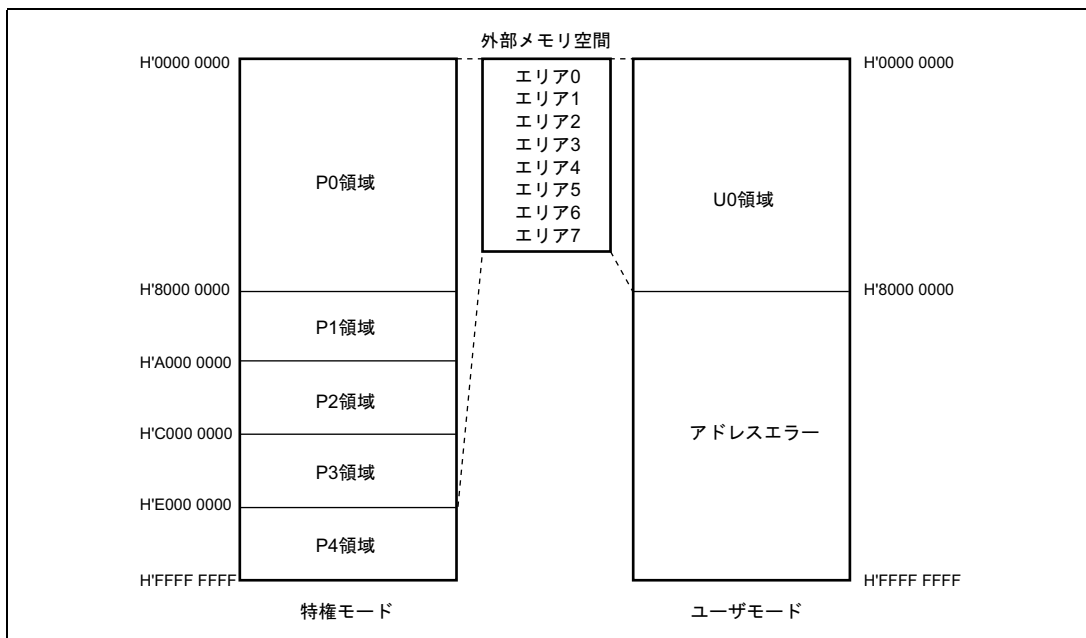 外部メモリ空間
H'0000 0000
H'0000 0000
エリア0
エリア1
エリア2
エリア3
エリア4
エリア5
エリア6
エリア7
P0領域
U0領域
H'8000 0000
H'8000 0000
P1領域
H'A000 0000
P2領域
アドレスエラー
H'C000 0000
P3領域
H'E000 0000
P4領域
H'FFFF FFFF
H'FFFF FFFF
特権モード
ユーザモード